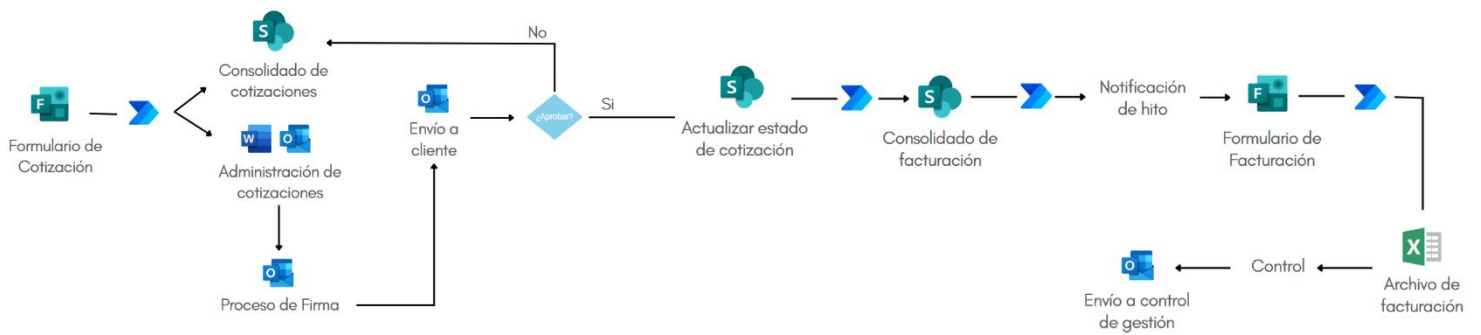 F
Formulario de
Cotización
S
Consolidado de
cotizaciones
W
O
Administración de
cotizaciones
O
Proceso de Firma
O
Envío a
cliente
¿Aprobar?
No
Si
S
Actualizar estado
de cotización
S
Consolidado de
facturación
Notificación
de hito
F
Formulario de
Facturación
X
Archivo de
facturación
Control
O
Envío a control
de gestión